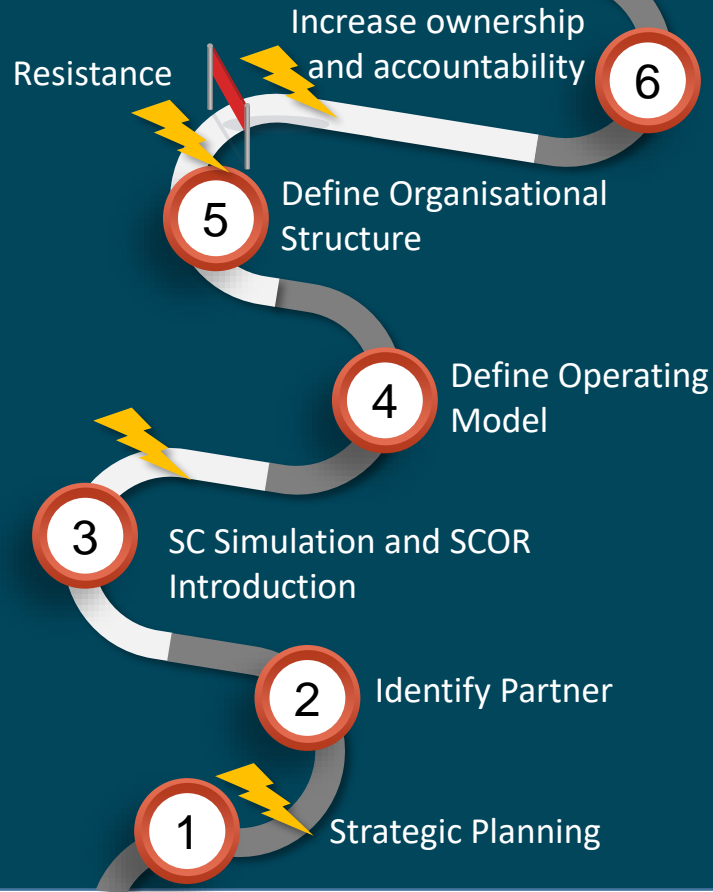 Increase ownership
and accountability
6
Resistance
5
Define Organisational
Structure
4
Define Operating
Model
3
SC Simulation and SCOR
Introduction
2
Identify Partner
1
Strategic Planning